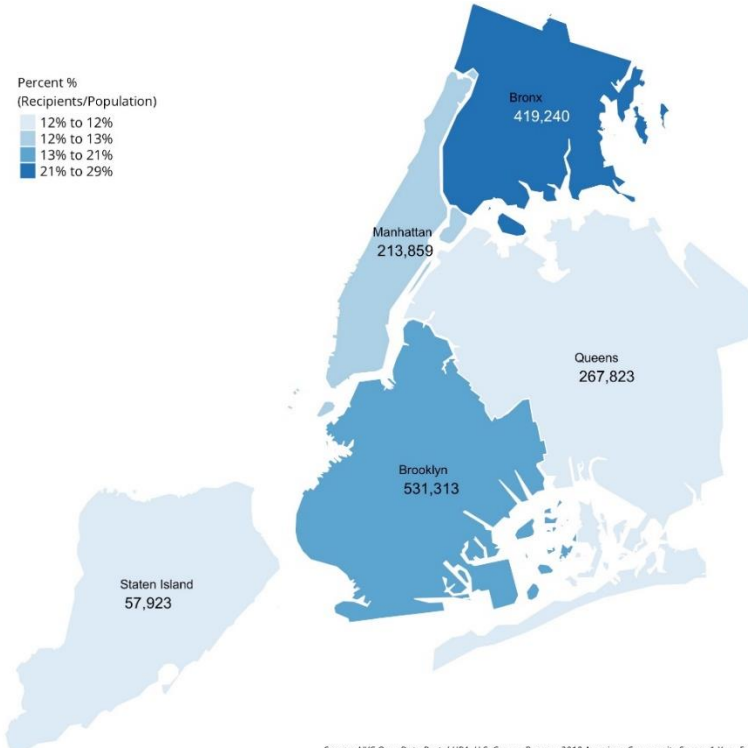 Percent %
(Recipients/Population)
12% to 12%
12% to 13%
13% to 21%
21% to 29%
Bronx
419,240
Manhattan
213,859
Queens
267,823
Brooklyn
531,313
Staten Island
57,923